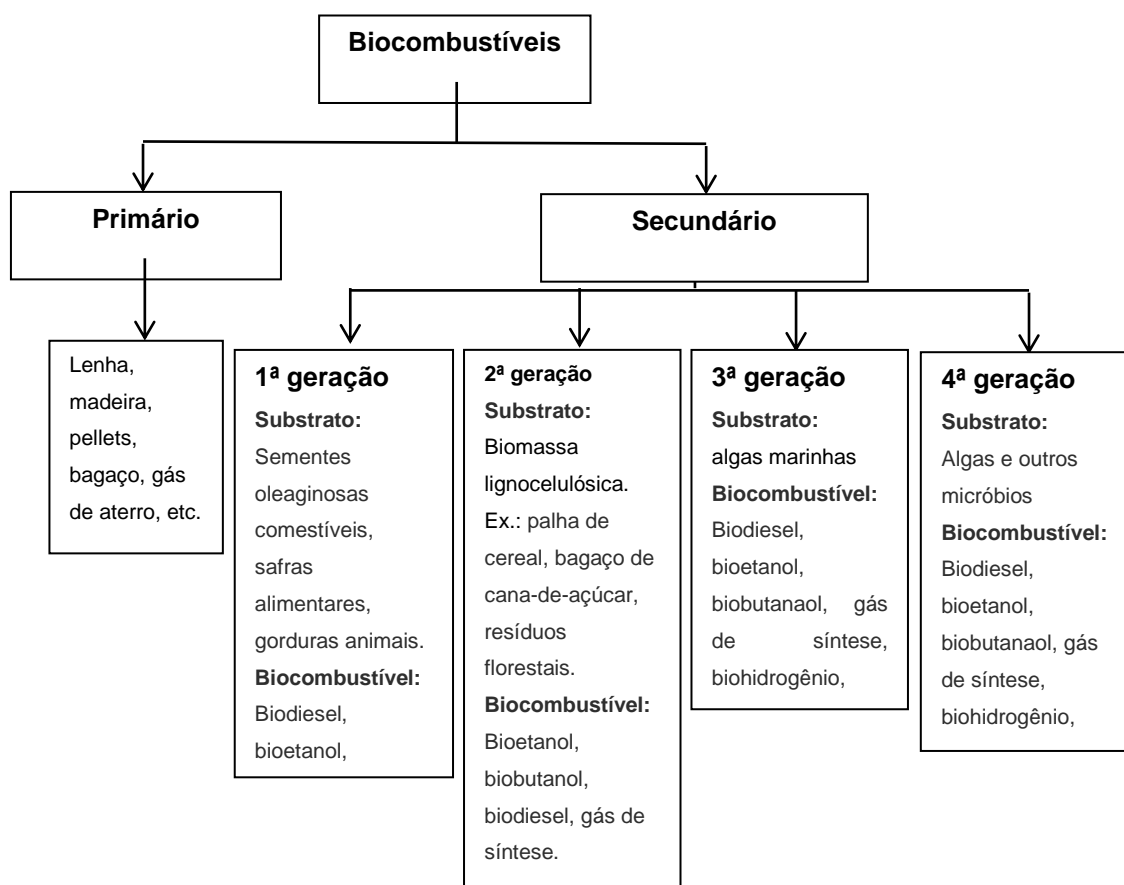 Biocombustíveis
Primário
Secundário
Lenha,
madeira,
pellets,
bagaço, gás
de aterro, etc.
1ª geração
Substrato:
Sementes
oleaginosas
comestíveis,
safras
alimentares,
gorduras animais.
Biocombustível:
Biodiesel,
bioetanol,
2ª geração
Substrato:
Biomassa
lignocelulósica.
Ex.: palha de
cereal, bagaço de
cana-de-açúcar,
resíduos
florestais.
Biocombustível:
Bioetanol,
biobutanol,
biodiesel, gás de
síntese.
3ª geração
Substrato:
algas marinhas
Biocombustível:
Biodiesel,
bioetanol,
biobutanaol, gás
de síntese,
biohidrogênio,
4ª geração
Substrato:
Algas e outros
micróbios
Biocombustível:
Biodiesel,
bioetanol,
biobutanaol, gás
de síntese,
biohidrogênio,